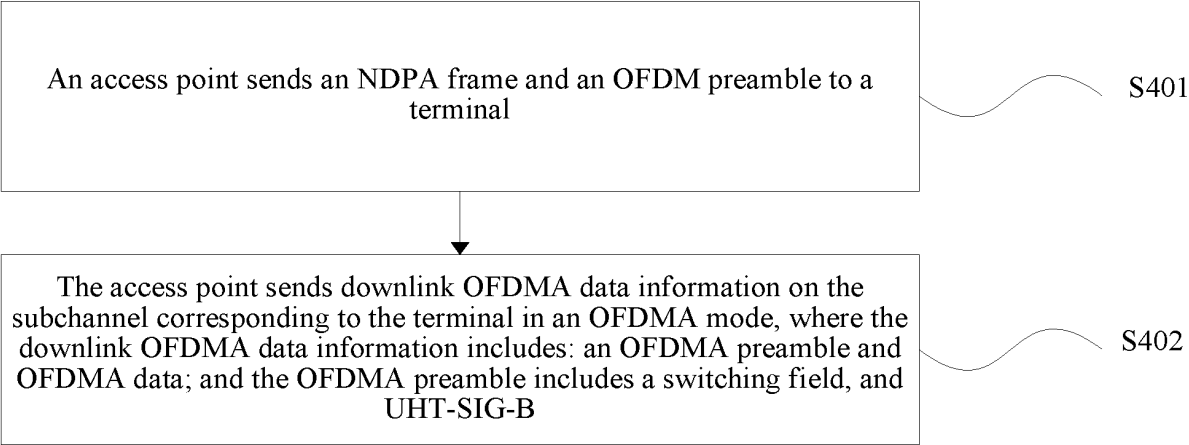 An access point sends an NDPA frame and an OFDM preamble to a
terminal
S401
The access point sends downlink OFDMA data information on the
subchannel corresponding to the terminal in an OFDMA mode, where the
downlink OFDMA data information includes: an OFDMA preamble and
OFDMA data; and the OFDMA preamble includes a switching field, and
UHT-SIG-B
S402